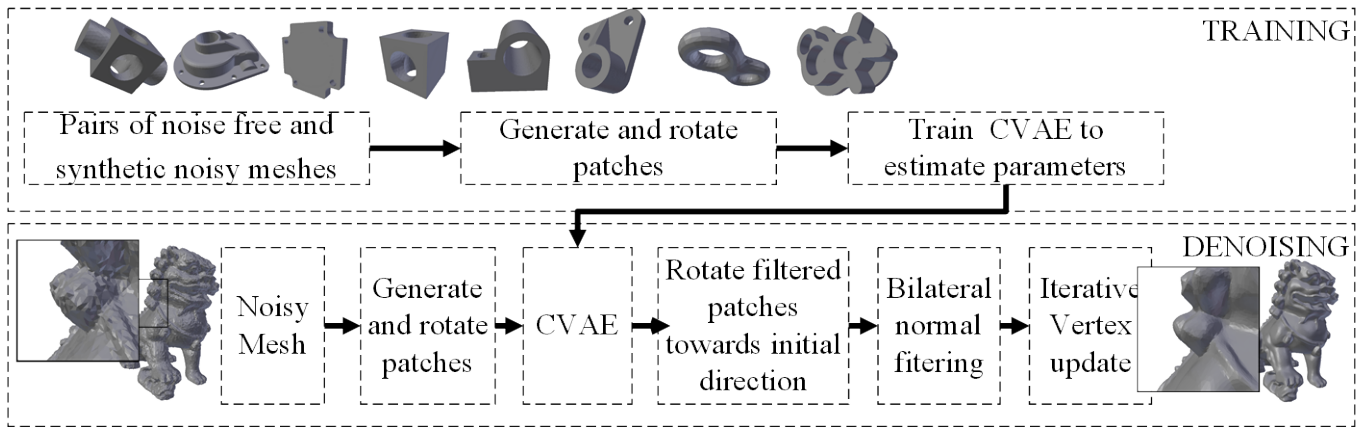 TRAINING
Pairs of noise free and
synthetic noisy meshes
Generate and rotate
patches
Train CVAE to
estimate parameters
DENOISING
Noisy
Mesh
Generate
and rotate
patches
CVAE
Rotate filtered
patches
towards initial
direction
Bilateral
normal
fitering
Iterative
Vertex
update